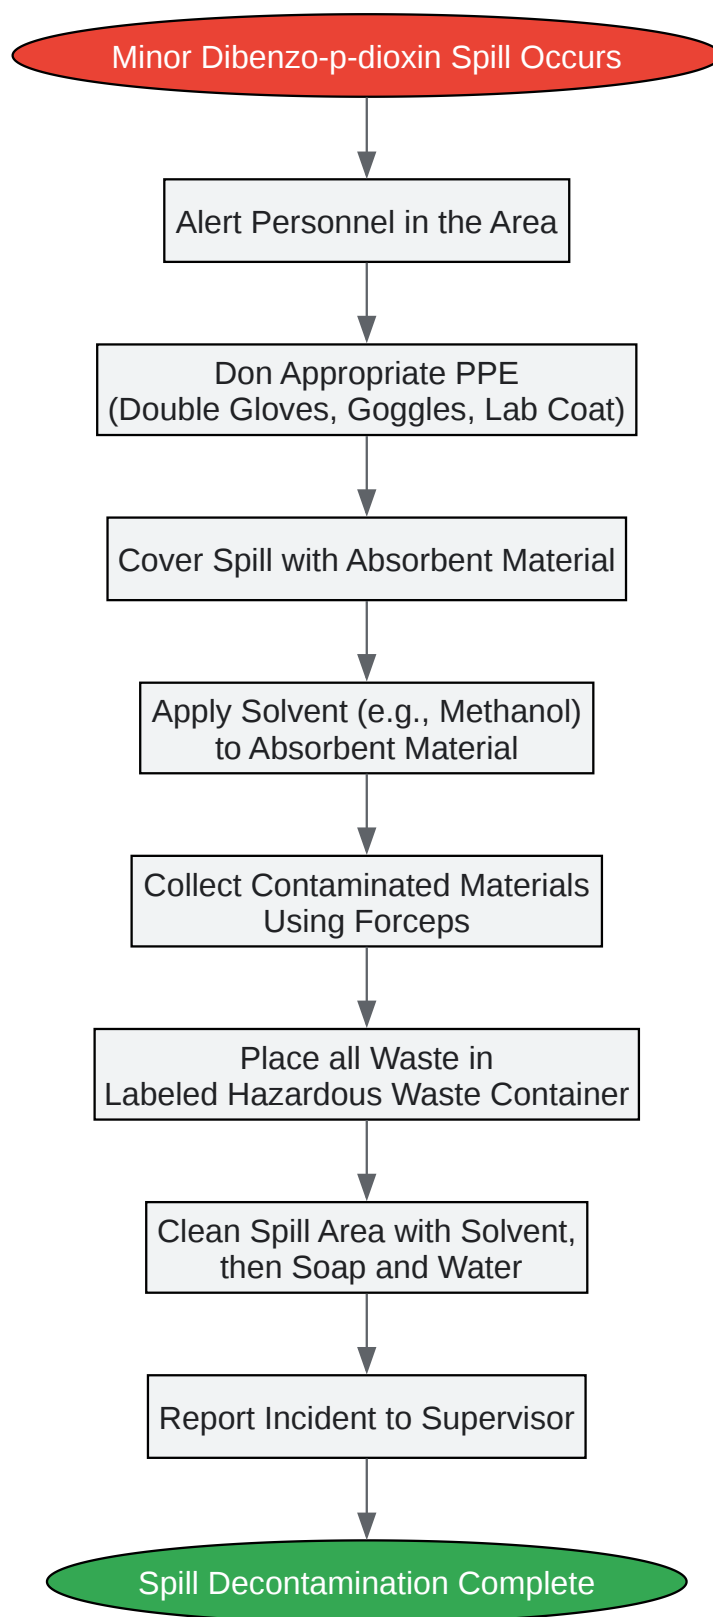 Minor Dibenzo-p-dioxin Spill Occurs
Alert Personnel in the Area
Don Appropriate PPE
(Double Gloves, Goggles, Lab Coat)
Cover Spill with Absorbent Material
Apply Solvent (e.g., Methanol)
to Absorbent Material
Collect Contaminated Materials
Using Forceps
Place all Waste in
Labeled Hazardous Waste Container
Clean Spill Area with Solvent,
then Soap and Water
Report Incident to Supervisor
Spill Decontamination Complete